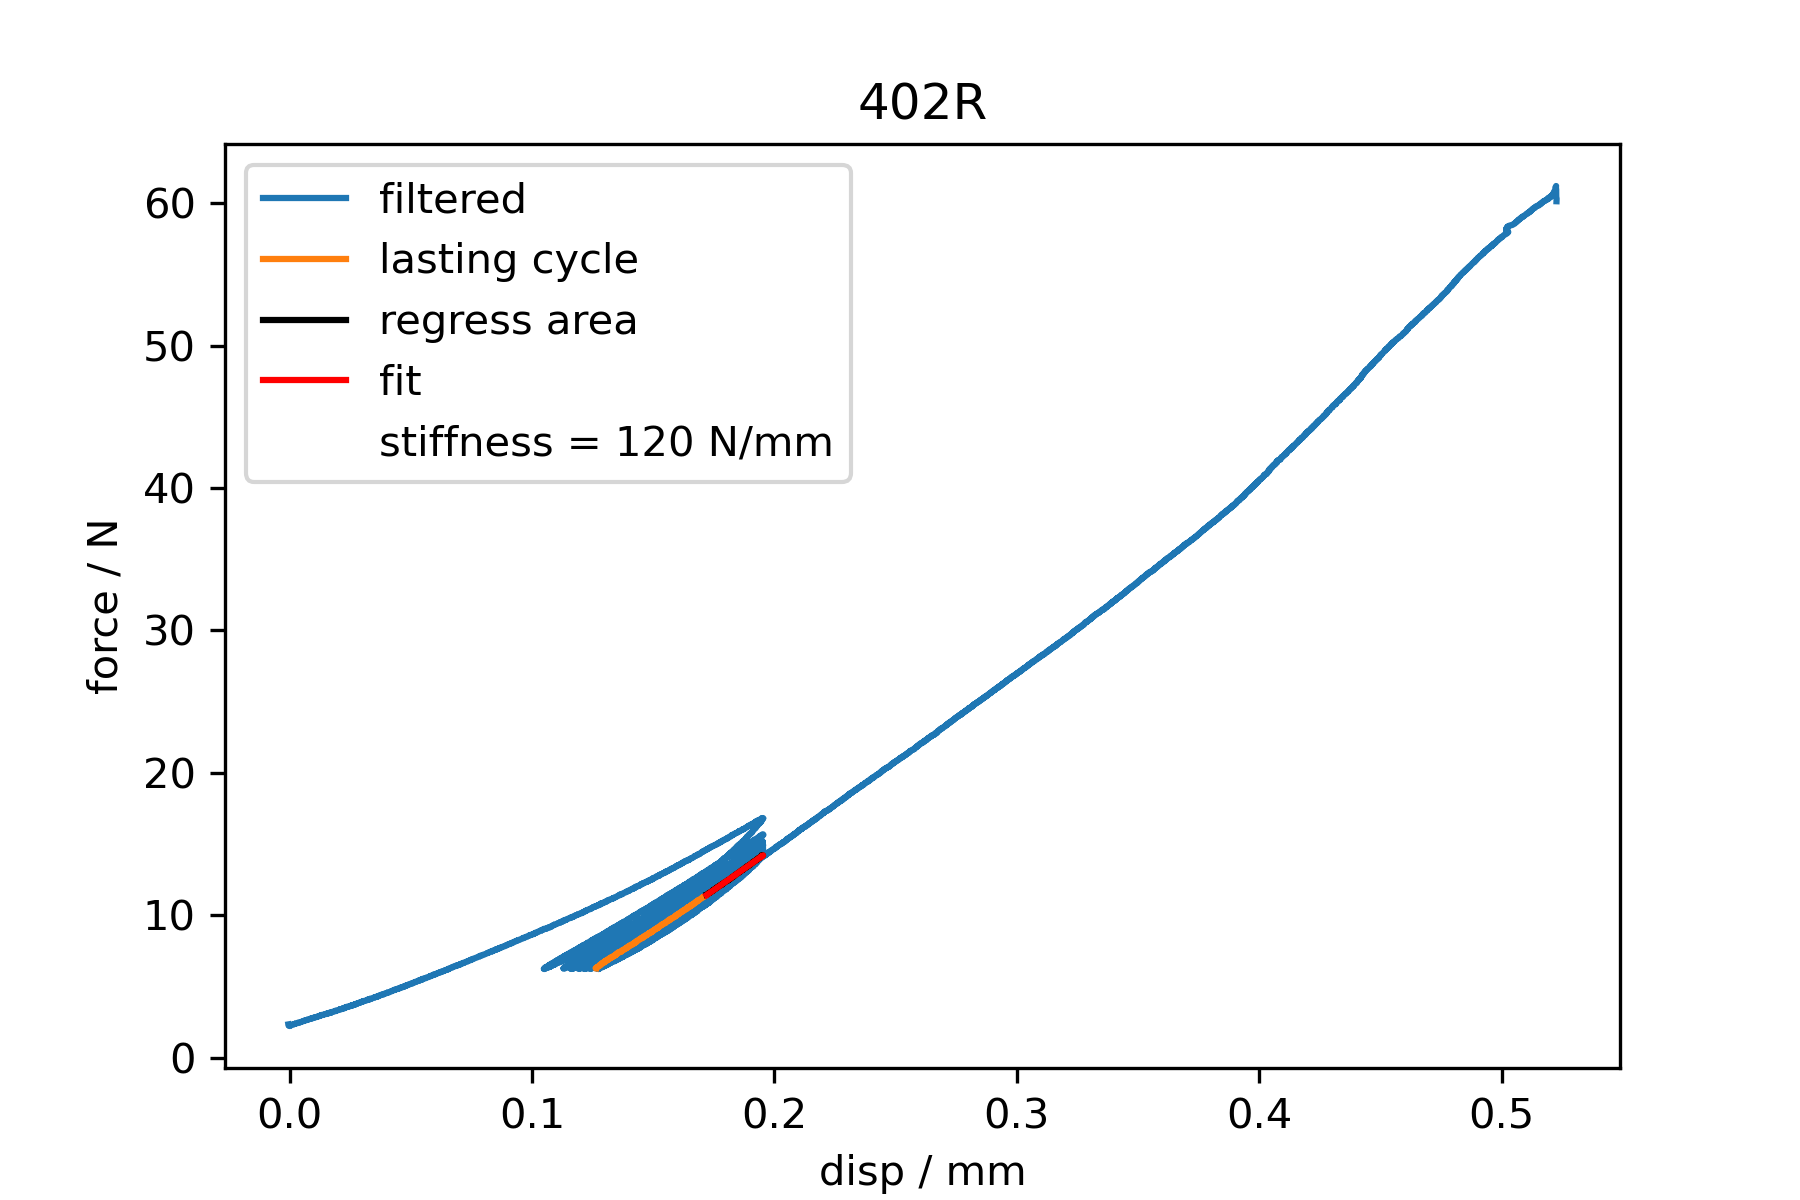 402R
filtered
lasting cycle
regress area
fit
stiffness = 120 N/mm
60
50
40
30
20
10
0
force / N
0.0 0.1 0.2 0.3 0.4 0.5
disp / mm